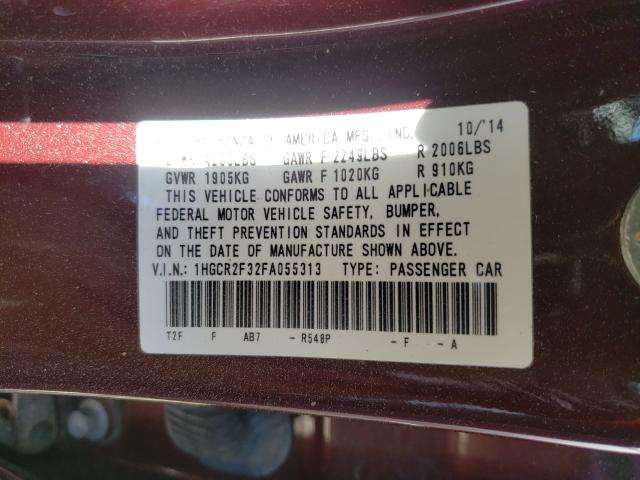 HONDA OF AMERICA MFG., INC. 10/'14
GAWR F 2249LBS R 2006LBS
GVWR 1905KG GAWR F 1020KG R 910KG
THIS VEHICLE CONFORMS TO ALL APPLICABLE
FEDERAL MOTOR VEHICLE SAFETY, BUMPER,
AND THEFT PREVENTION STANDARDS IN EFFECT
ON THE DATE OF MANUFACTURE SHOWN ABOVE.
V.I.N.: 1HGCR2F32FA055313 TYPE: PASSENGER CAR
T2F F AB7 - R548P - F - A